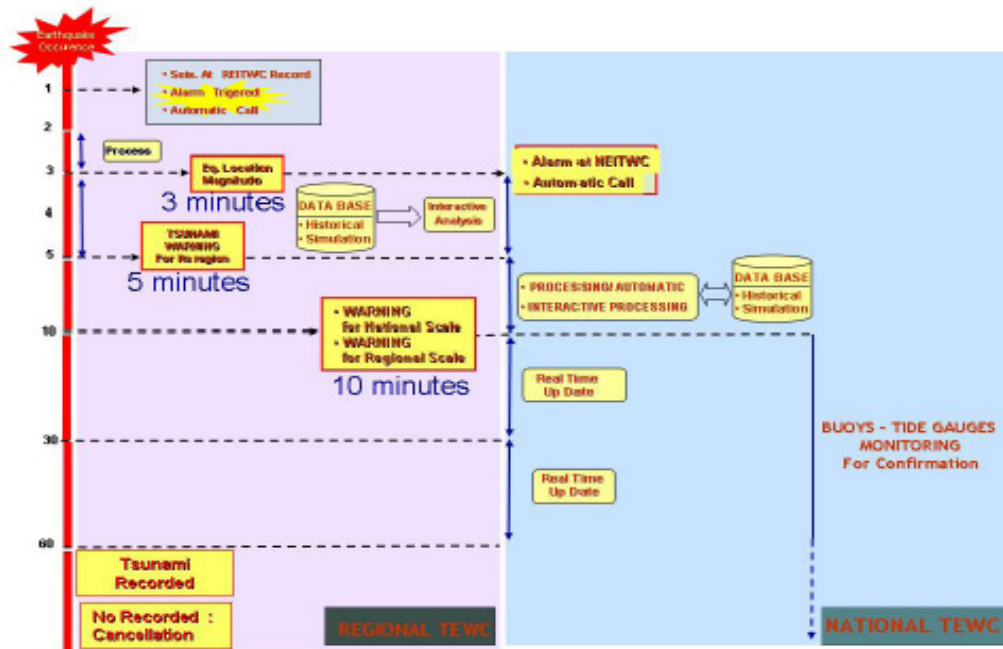 Earthquake
Occurence
1
• Seis. At REITWC Record
• Alarm Trigered
• Automatic Call
2
Process
3
Eq. Location
Magnitude
3 minutes
• Alarm at NEITWC
• Automatic Call
4
DATA BASE
• Historical
• Simulation
Interactive
Analysis
TSUNAMI
WARNING
For its region
5
5 minutes
• PROCESSING/AUTOMATIC
• INTERACTIVE PROCESSING
DATA BASE
• Historical
• Simulation
10
• WARNING
for National Scale
• WARNING
for Regional Scale
10 minutes
Real Time
Up Date
30
BUOYS - TIDE GAUGES
MONITORING
For Confirmation
Real Time
Up Date
60
Tsunami
Recorded
No Recorded :
Cancellation
REGIONAL TEWC
NATIONAL TEWC